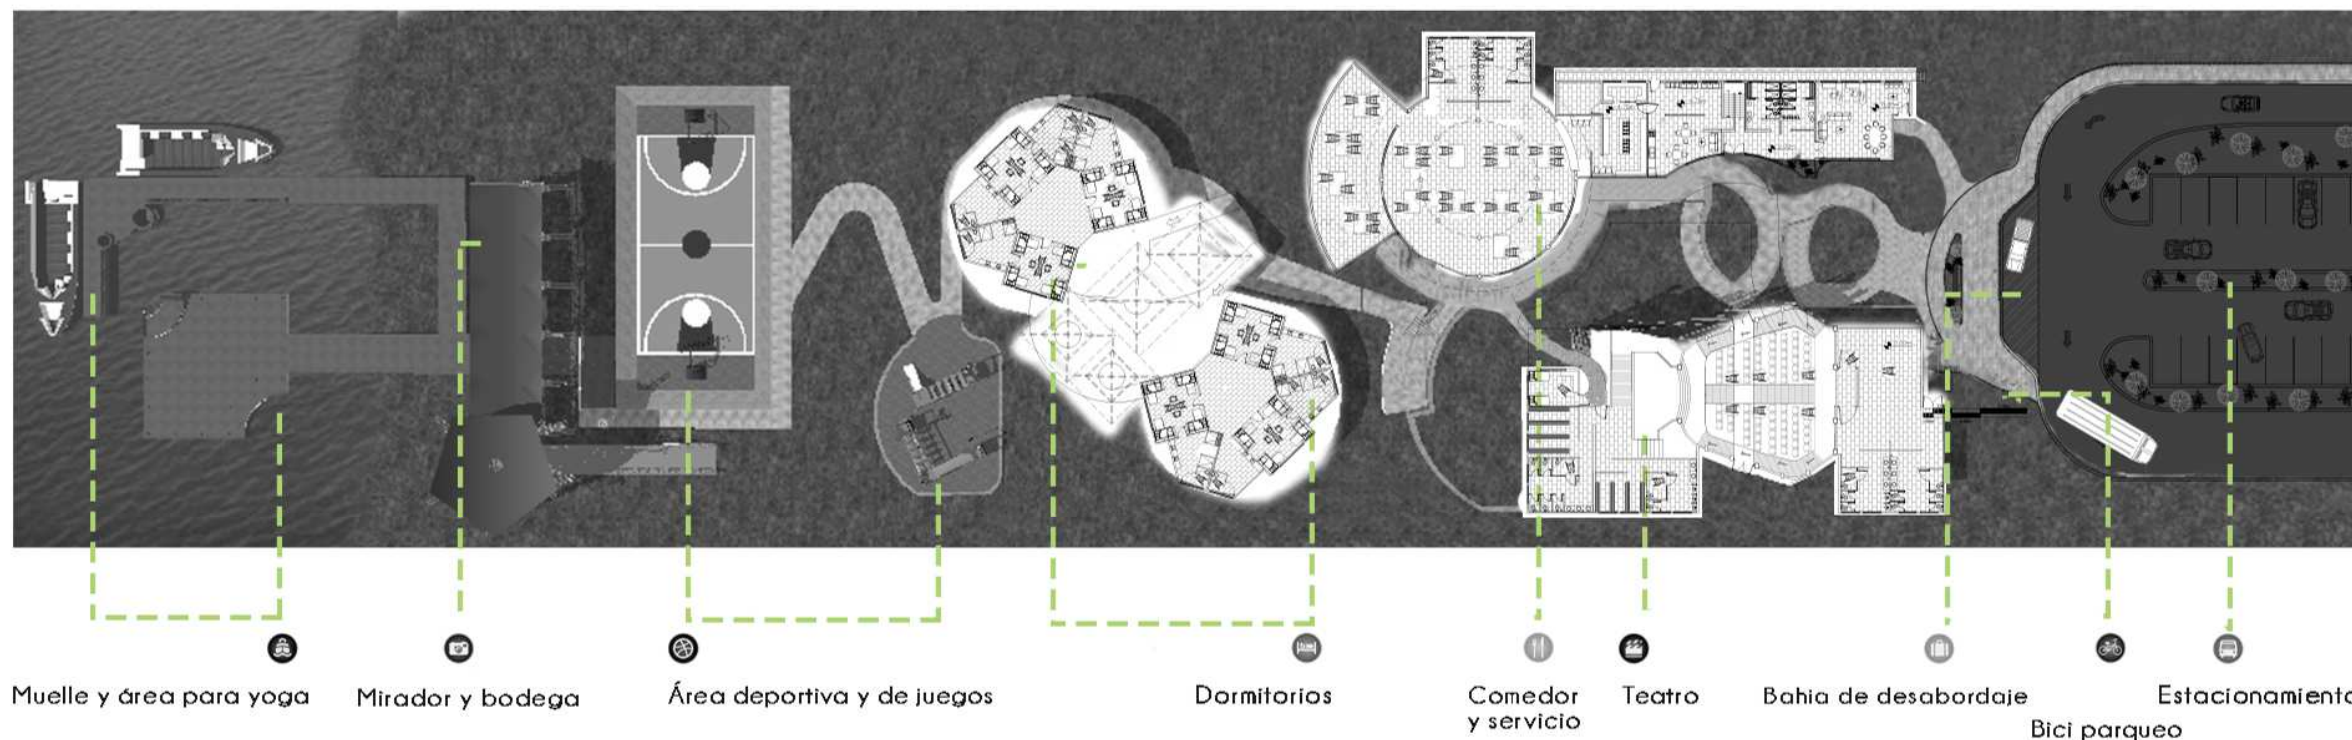 Muelle y área para yoga
Mirador y bodega
Área deportiva y de juegos
Dormitorios
Comedor
y servicio
Teatro
Bahia de desabordaje
Bici parqueo
Estacionamiento